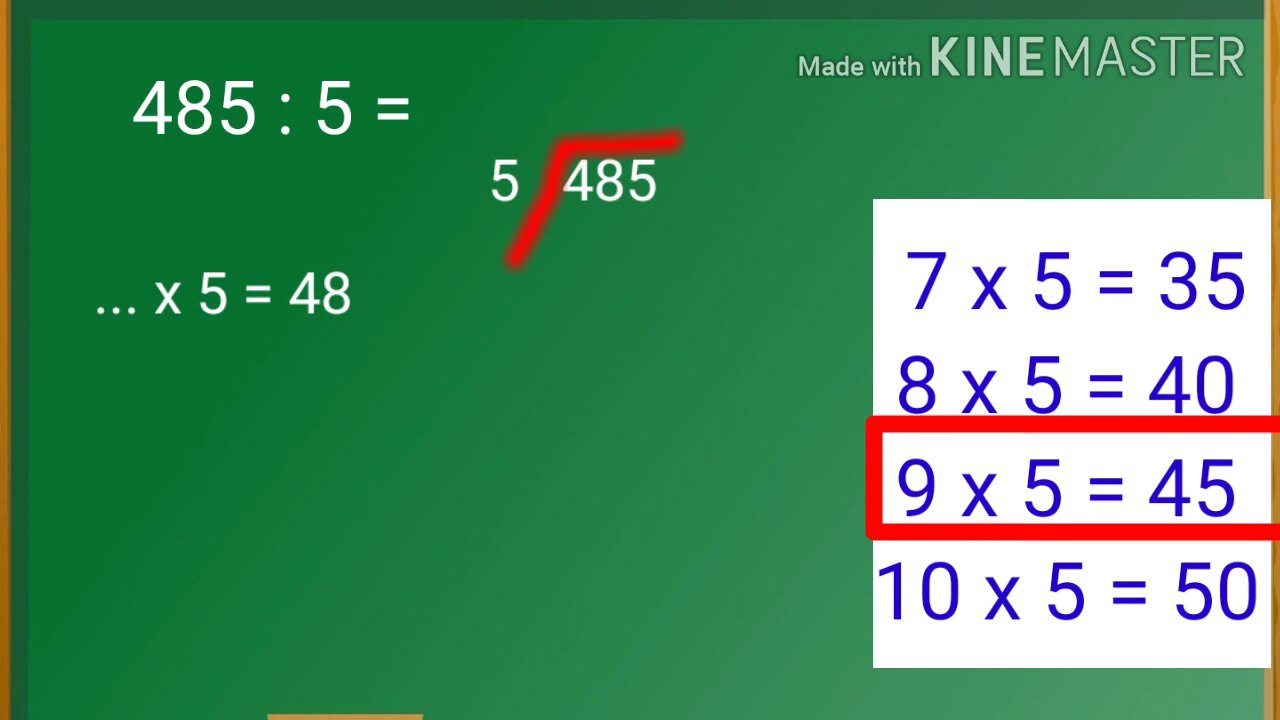 Made with KINEMASTER
485 : 5 =
5 485
... x 5 = 48
7 x 5 = 35
8 x 5 = 40
9 x 5 = 45
10 x 5 = 50